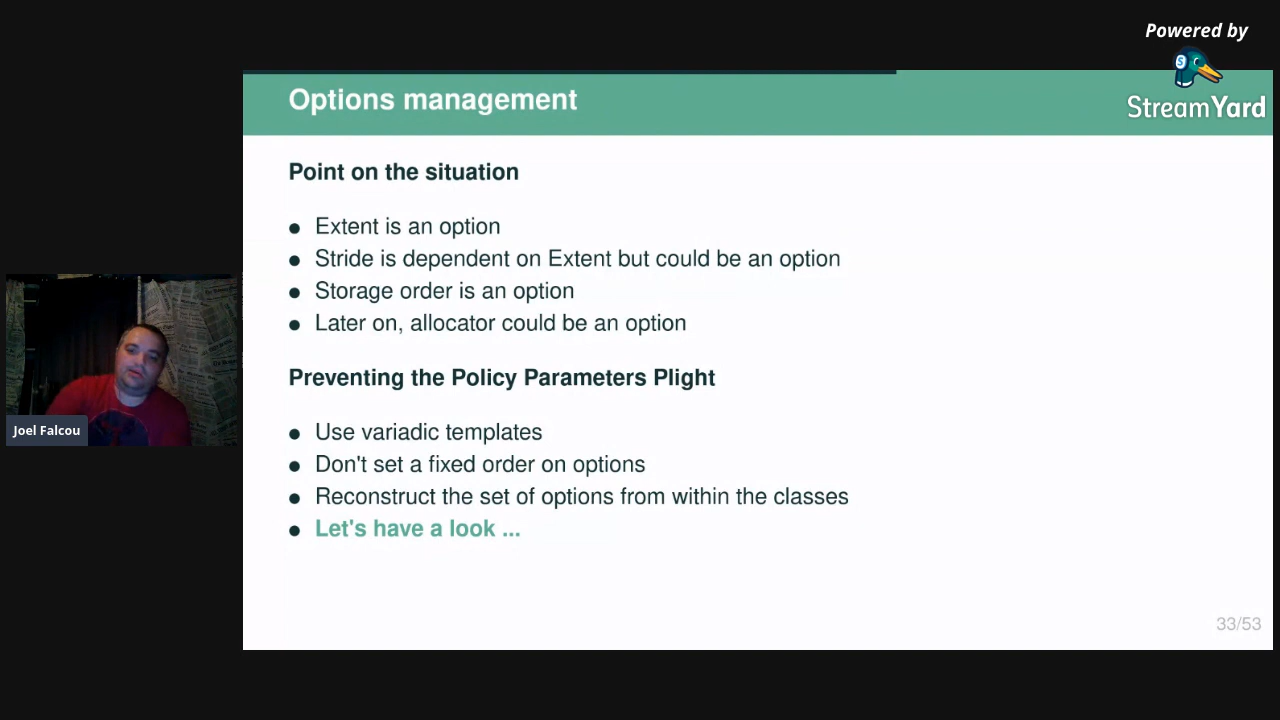 Powered by
StreamYard
Options management
Point on the situation
Extent is an option
Stride is dependent on Extent but could be an option
Storage order is an option
Later on, allocator could be an option
Preventing the Policy Parameters Plight
Use variadic templates
Don't set a fixed order on options
Reconstruct the set of options from within the classes
Let's have a look ...
Joel Falcou
33/53